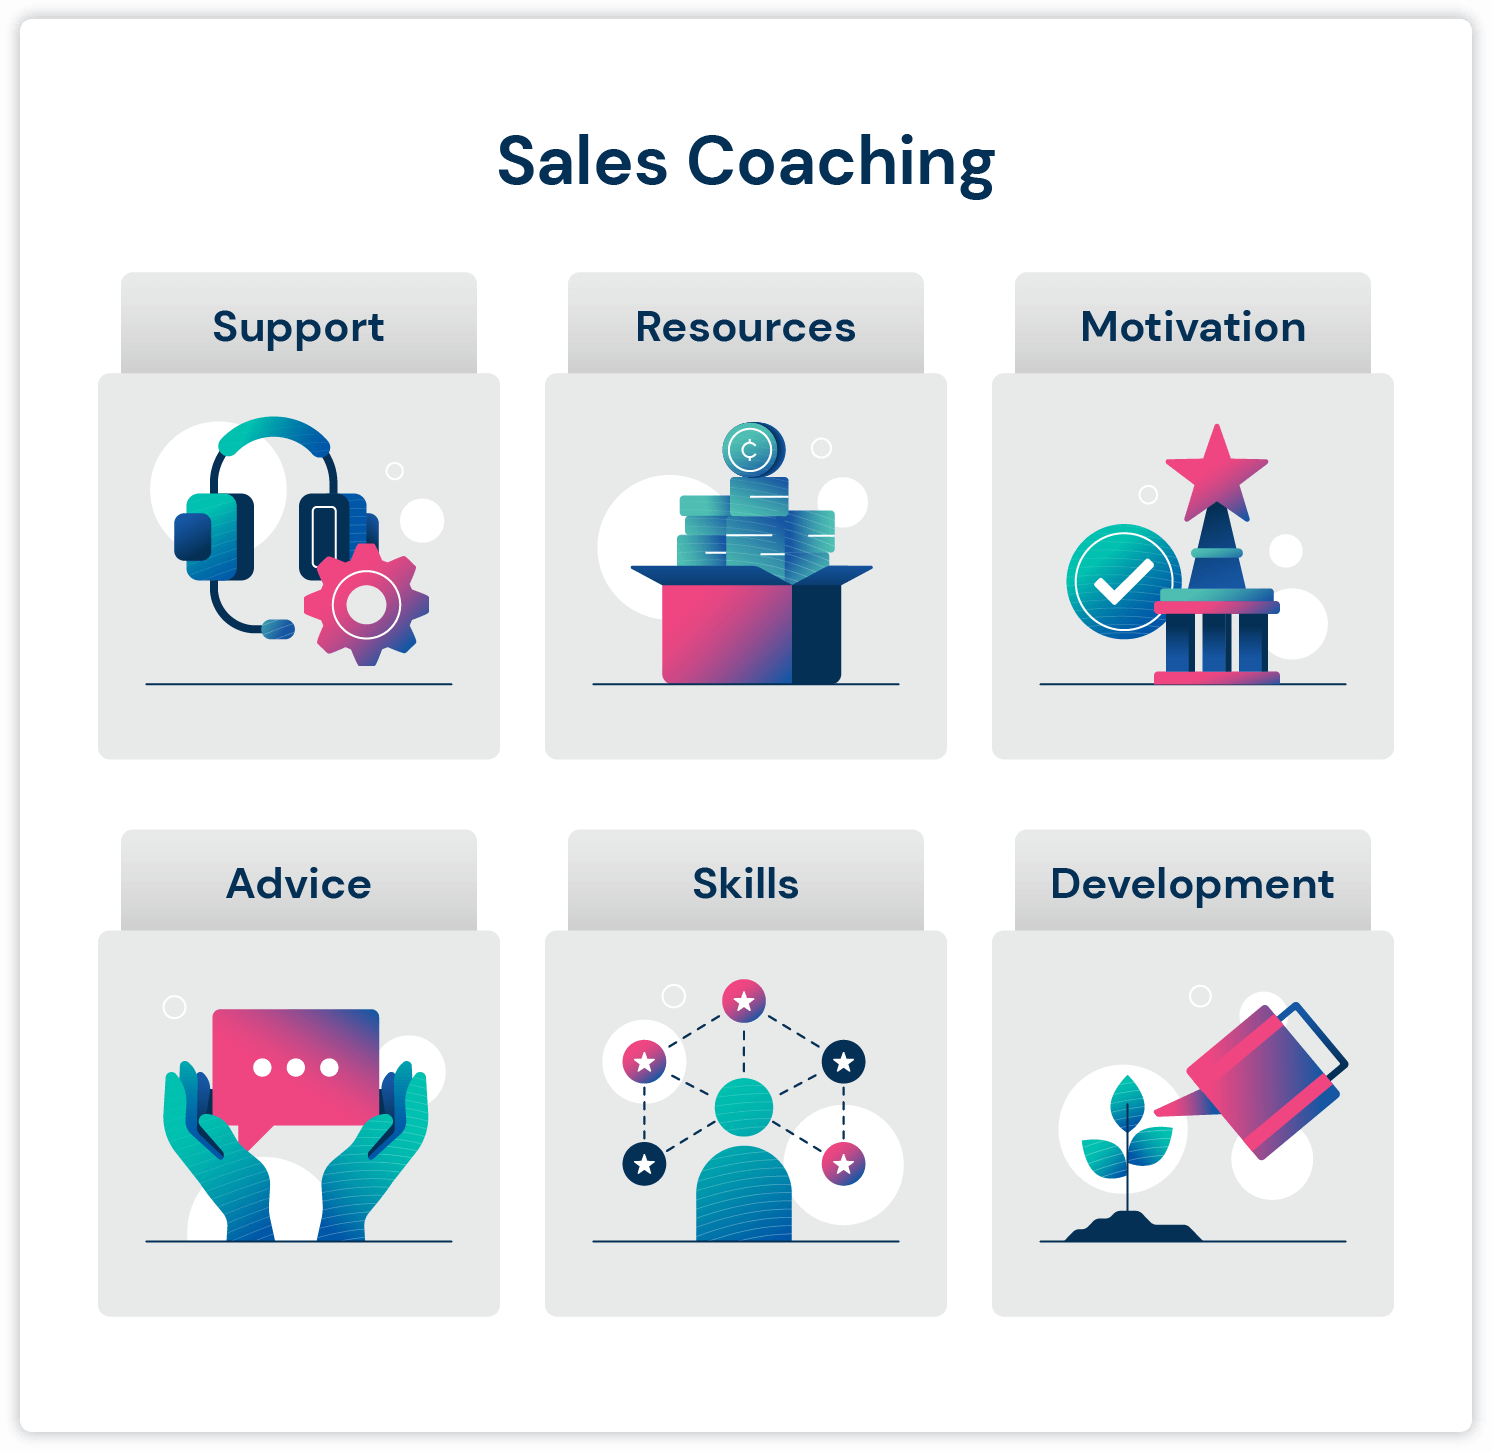 Sales Coaching
Support
Resources
Motivation
Advice
Skills
Development